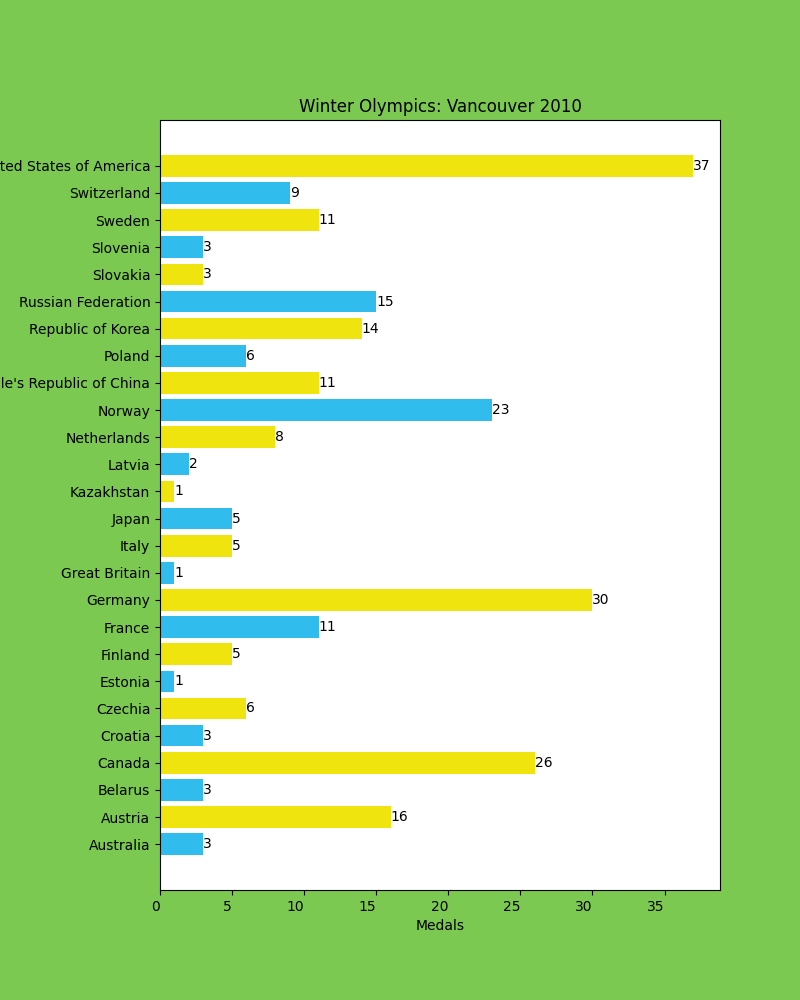 Winter Olympics: Vancouver 2010
ted States of America 37
Switzerland 9
Sweden 11
Slovenia 3
Slovakia 3
Russian Federation 15
Republic of Korea 14
Poland 6
le's Republic of China 11
Norway 23
Netherlands 8
Latvia 2
Kazakhstan 1
Japan 5
Italy 5
Great Britain 1
Germany 30
France 11
Finland 5
Estonia 1
Czechia 6
Croatia 3
Canada 26
Belarus 3
Austria 16
Australia 3
0 5 10 15 20 25 30 35
Medals